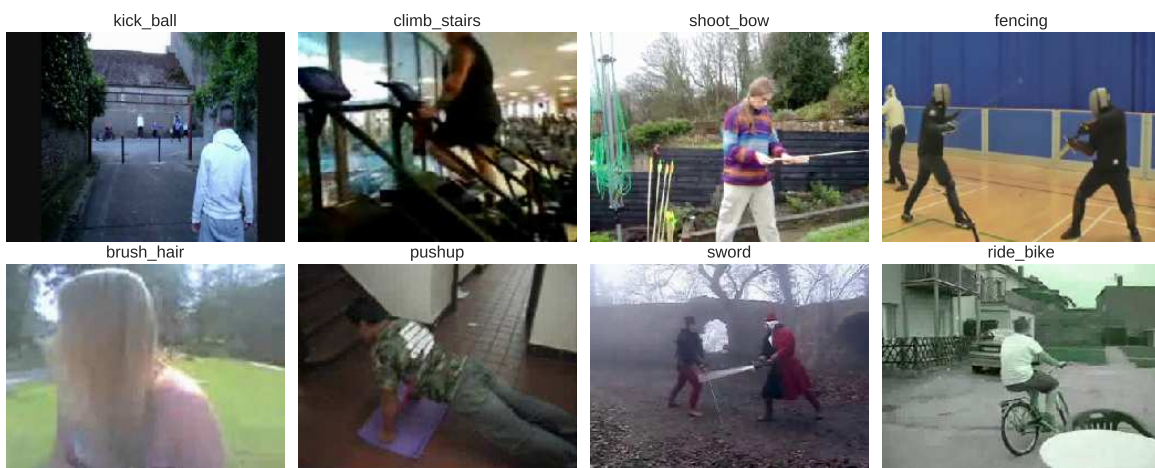 kick_ball
climb_stairs
shoot_bow
fencing
brush_hair
pushup
sword
ride_bike